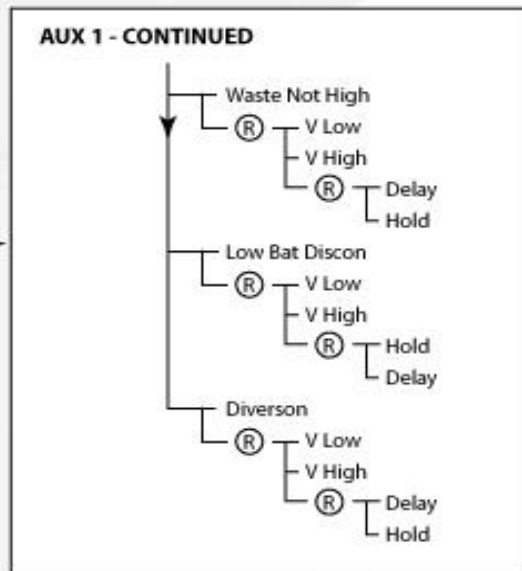 AUX 1 - CONTINUED
Waste Not High
R V Low
V High
R Delay
Hold
Low Bat Discon
R V Low
V High
R Hold
Delay
Diverson
R V Low
V High
R Delay
Hold